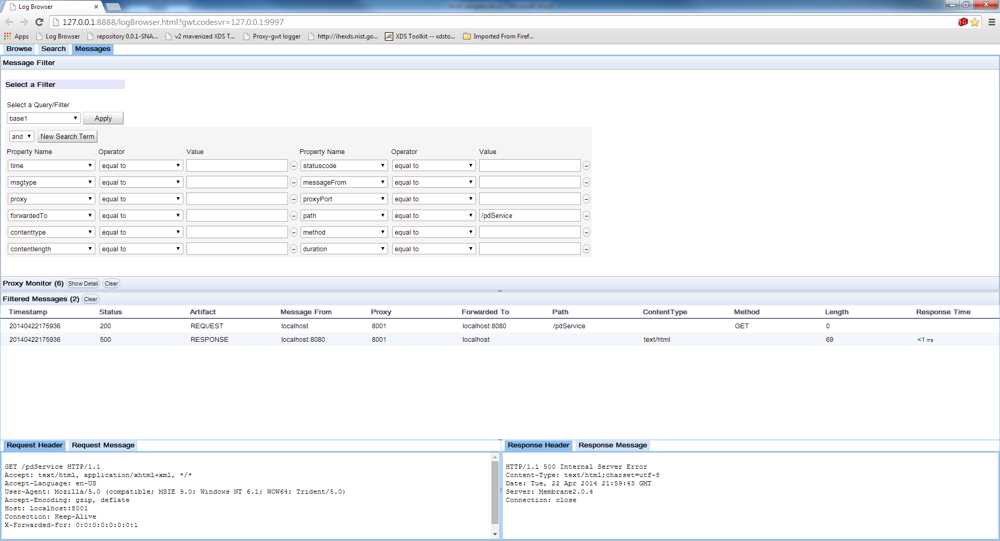 Log Browser
127.0.0.1:8888/logBrowser.html?gwt.codesvr=127.0.0.1:9997
Apps Log Browser repository 0.0.1-SNA... v2 mavenized XDS T... Proxy-gwt logger http://ihexds.nist.go... XDS Toolkit -- xdsto... Imported From Firef...
Browse Search Messages
Message Filter
Select a Filter
Select a Query/Filter
base1 Apply
and New Search Term
Property Name Operator Value Property Name Operator Value
time equal to statuscode equal to
msgtype equal to messageFrom equal to
proxy equal to proxyPort equal to
forwardedTo equal to path equal to /pdService
contenttype equal to method equal to
contentlength equal to duration equal to
Proxy Monitor (6) Show Detail Clear
Filtered Messages (2) Clear
Timestamp Status Artifact Message From Proxy Forwarded To Path ContentType Method Length Response Time
20140422175936 200 REQUEST localhost 8001 localhost:8080 /pdService GET 0
20140422175936 500 RESPONSE localhost:8080 8001 localhost text/html 69 <1 ms
Request Header Request Message
GET /pdService HTTP/1.1
Accept: text/html, application/xhtml+xml, */*
Accept-Language: en-US
User-Agent: Mozilla/5.0 (compatible; MSIE 9.0; Windows NT 6.1; WOW64; Trident/5.0)
Accept-Encoding: gzip, deflate
Host: localhost:8001
Connection: Keep-Alive
X-Forwarded-For: 0:0:0:0:0:0:0:1
Response Header Response Message
HTTP/1.1 500 Internal Server Error
Content-Type: text/html;charset=utf-8
Date: Tue, 22 Apr 2014 21:59:43 GMT
Server: Membrane2.0.4
Connection: close